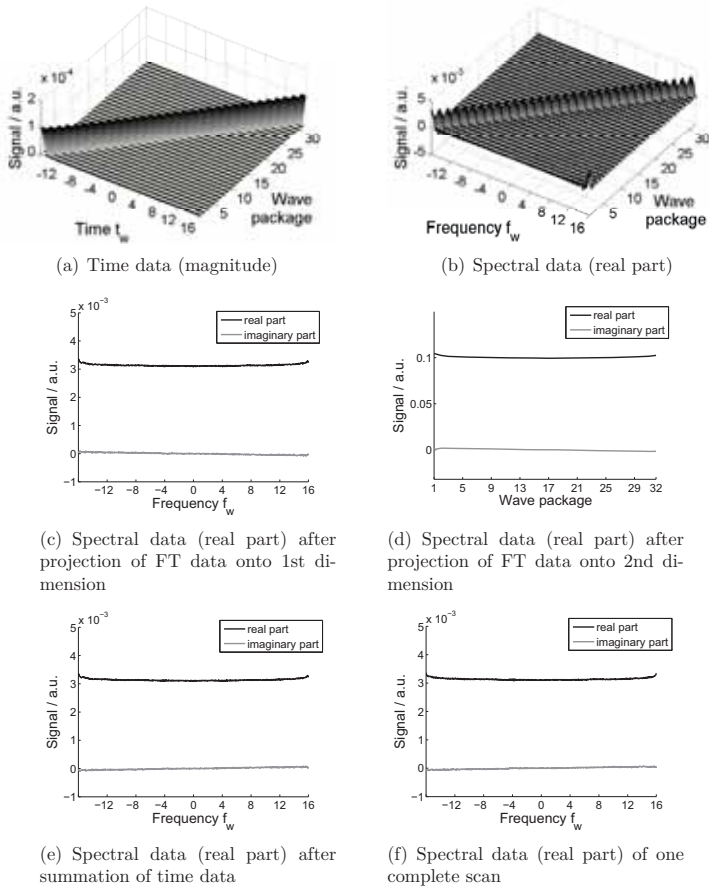 x 10⁻⁴
2
1
0
Signal / a.u.
-12 -8 -4 0 4 8 12 16
Time t_w
5 10 15 20 25 30
Wave
package
(a) Time data (magnitude)
x 10⁻⁵
5
0
-5
Signal / a.u.
-12 -8 -4 0 4 8 12 16
Frequency f_w
5 10 15 20 25 30
Wave
package
(b) Spectral data (real part)
x 10⁻³
5
4
3
2
1
0
−1
Signal / a.u.
real part
imaginary part
−12 −8 −4 0 4 8 12 16
Frequency f_w
(c) Spectral data (real part) after
projection of FT data onto 1st di-
mension
0.1
0.05
0
Signal / a.u.
real part
imaginary part
1 5 9 13 17 21 25 29 32
Wave package
(d) Spectral data (real part) after
projection of FT data onto 2nd di-
mension
x 10⁻³
5
4
3
2
1
0
−1
Signal / a.u.
real part
imaginary part
−12 −8 −4 0 4 8 12 16
Frequency f_w
(e) Spectral data (real part) after
summation of time data
x 10⁻³
5
4
3
2
1
0
−1
Signal / a.u.
real part
imaginary part
−12 −8 −4 0 4 8 12 16
Frequency f_w
(f) Spectral data (real part) of one
complete scan